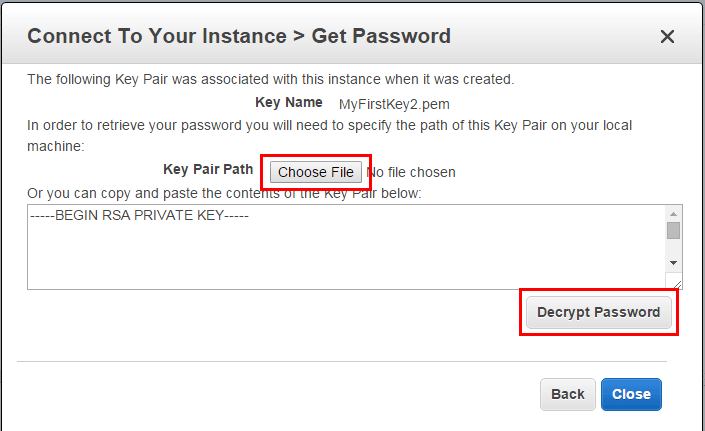 Connect To Your Instance > Get Password
The following Key Pair was associated with this instance when it was created.
Key Name MyFirstKey2.pem
In order to retrieve your password you will need to specify the path of this Key Pair on your local
machine:
Key Pair Path Choose File No file chosen
Or you can copy and paste the contents of the Key Pair below:
-----BEGIN RSA PRIVATE KEY-----
Decrypt Password
Back Close